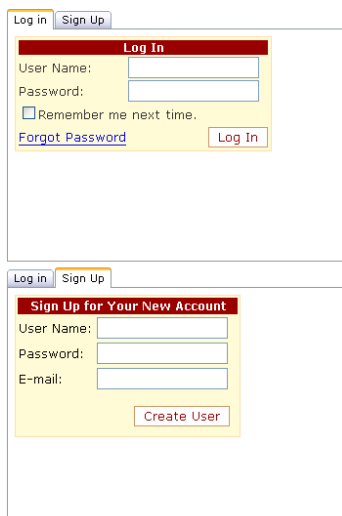 Log in Sign Up
Log In
User Name:
Password:
Remember me next time.
Forgot Password Log In
Log in Sign Up
Sign Up for Your New Account
User Name:
Password:
E-mail:
Create User